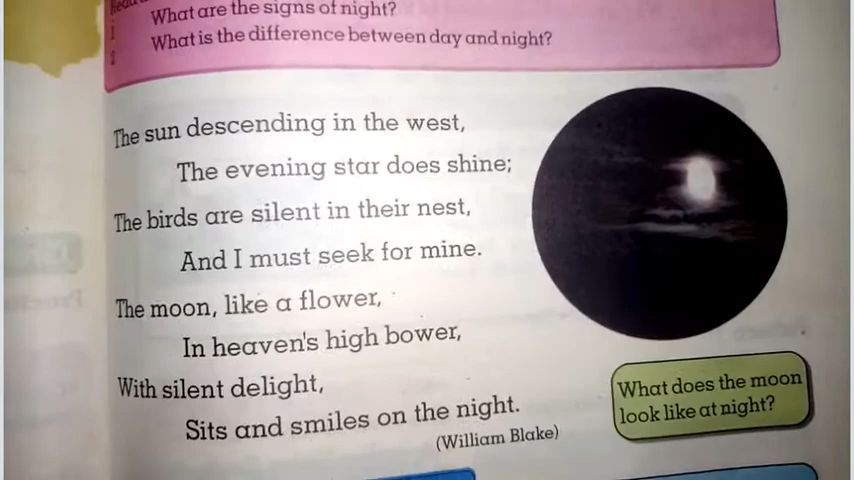 What are the signs of night?
What is the difference between day and night?
The sun descending in the west,
The evening star does shine;
The birds are silent in their nest,
And I must seek for mine.
The moon, like a flower,
In heaven's high bower,
With silent delight,
Sits and smiles on the night.
(William Blake)
What does the moon
look like at night?